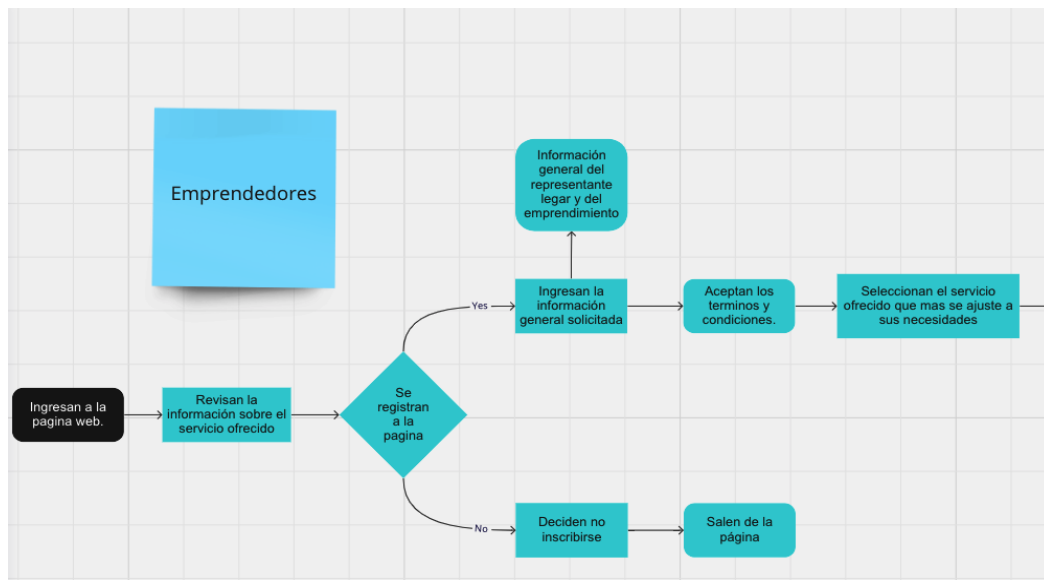 Emprendedores
Información
general del
representante
legar y del
emprendimiento
Yes
Ingresan la
información
general solicitada
Aceptan los
terminos y
condiciones.
Seleccionan el servicio
ofrecido que mas se ajuste a
sus necesidades
Ingresan a la
pagina web.
Revisan la
información sobre el
servicio ofrecido
Se
registran
a la
pagina
No
Deciden no
inscribirse
Salen de la
página